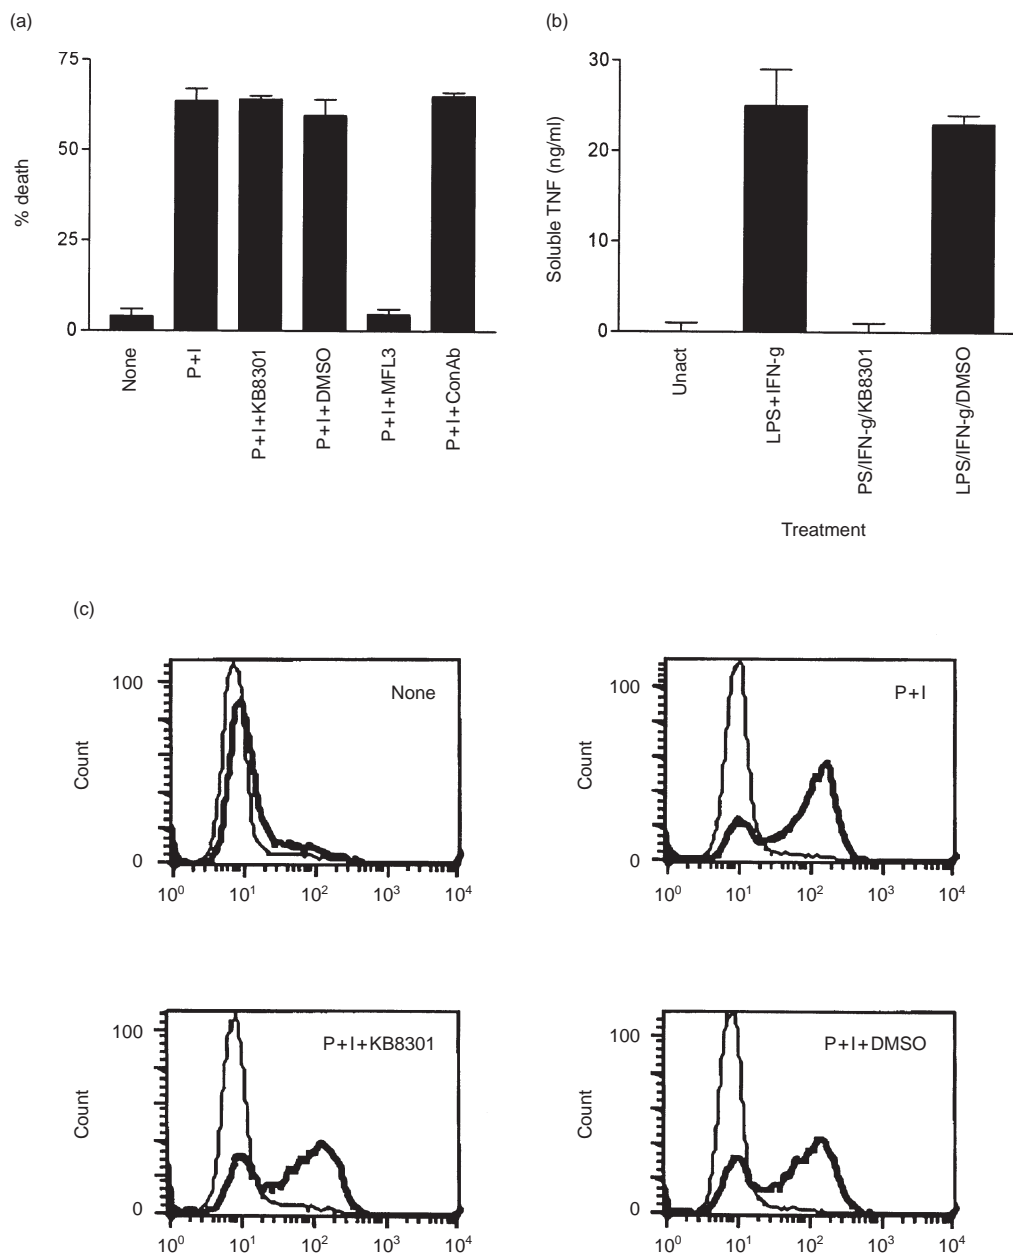 (a)
75
50
25
0
% death
None
P+I
P+I+KB8301
P+I+DMSO
P+I+MFL3
P+I+ConAb
(b)
30
20
10
0
Soluble TNF (ng/ml)
Unact
LPS+IFN-g
PS/IFN-g/KB8301
LPS/IFN-g/DMSO
Treatment
(c)
100
0
Count
None
10⁰ 10¹ 10² 10³ 10⁴
100
0
Count
P+I
10⁰ 10¹ 10² 10³ 10⁴
100
0
Count
P+I+KB8301
10⁰ 10¹ 10² 10³ 10⁴
100
0
Count
P+I+DMSO
10⁰ 10¹ 10² 10³ 10⁴